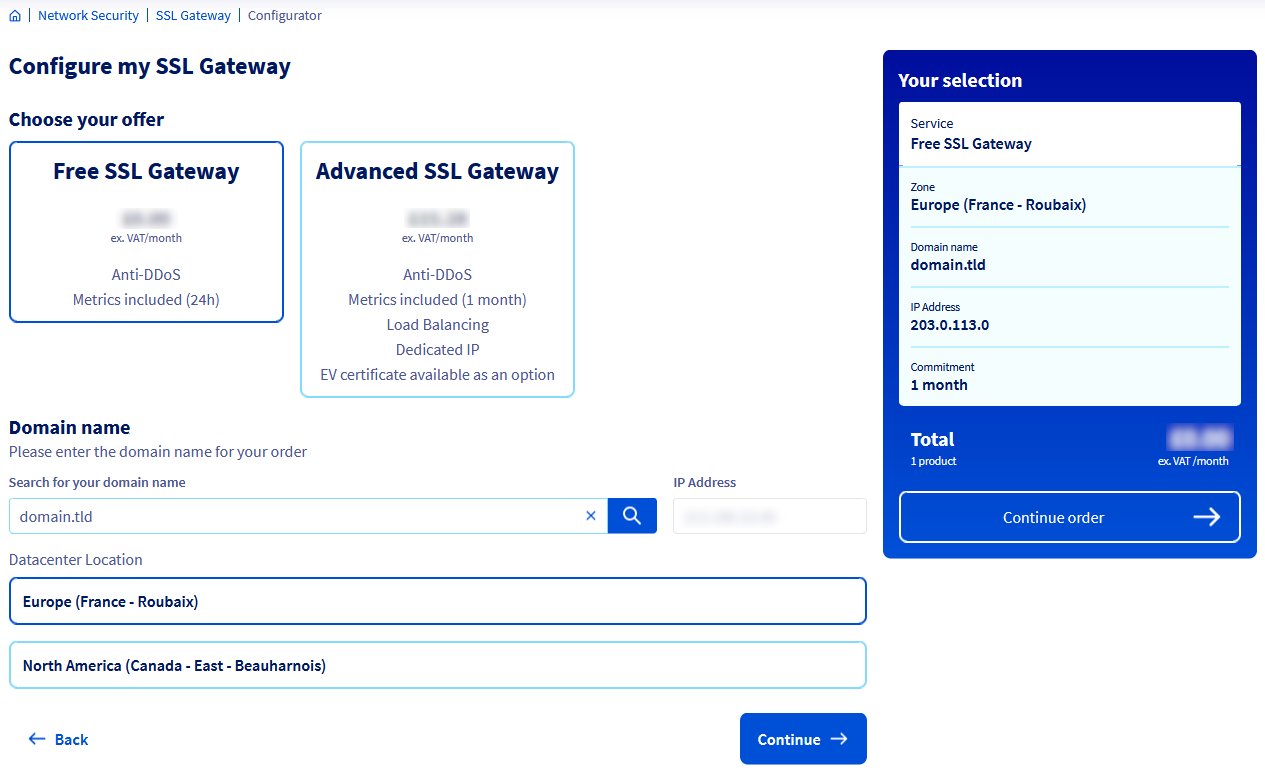 Network Security | SSL Gateway | Configurator
Configure my SSL Gateway
Choose your offer
Free SSL Gateway
ex. VAT/month
Anti-DDoS
Metrics included (24h)
Advanced SSL Gateway
ex. VAT/month
Anti-DDoS
Metrics included (1 month)
Load Balancing
Dedicated IP
EV certificate available as an option
Domain name
Please enter the domain name for your order
Search for your domain name
domain.tld
IP Address
Datacenter Location
Europe (France - Roubaix)
North America (Canada - East - Beauharnois)
Back
Continue
Your selection
Service
Free SSL Gateway
Zone
Europe (France - Roubaix)
Domain name
domain.tld
IP Address
203.0.113.0
Commitment
1 month
Total
1 product
ex. VAT /month
Continue order